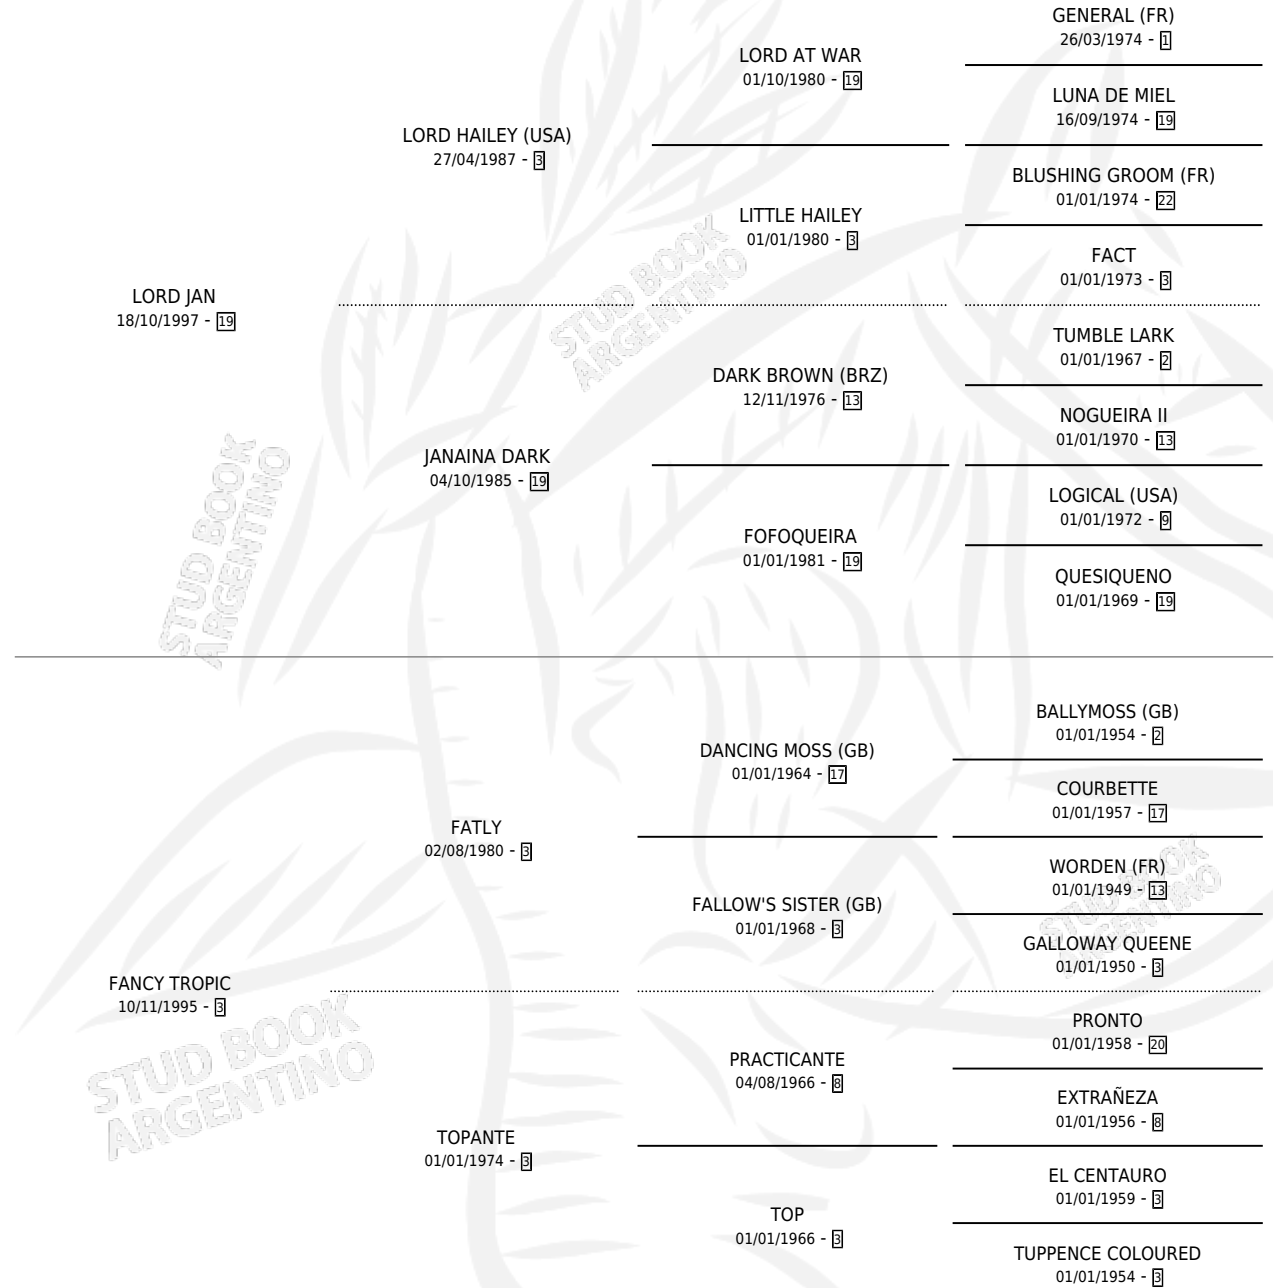 GENERAL (FR)
26/03/1974 - 1
LORD AT WAR
01/10/1980 - 19
LUNA DE MIEL
16/09/1974 - 19
LORD HAILEY (USA)
27/04/1987 - 3
BLUSHING GROOM (FR)
01/01/1974 - 22
LITTLE HAILEY
01/01/1980 - 3
FACT
01/01/1973 - 3
LORD JAN
18/10/1997 - 19
TUMBLE LARK
01/01/1967 - 2
DARK BROWN (BRZ)
12/11/1976 - 13
NOGUEIRA II
01/01/1970 - 13
JANAINA DARK
04/10/1985 - 19
LOGICAL (USA)
01/01/1972 - 9
FOFOQUEIRA
01/01/1981 - 19
QUESIQUENO
01/01/1969 - 19
STUD BOOK
ARGENTINO
STUD BOOK
ARGENTINO
BALLYMOSS (GB)
01/01/1954 - 2
DANCING MOSS (GB)
01/01/1964 - 17
COURBETTE
01/01/1957 - 17
FATLY
02/08/1980 - 3
WORDEN (FR)
01/01/1949 - 13
FALLOW'S SISTER (GB)
01/01/1968 - 3
GALLOWAY QUEENE
01/01/1950 - 3
STUD BOOK
ARGENTINO
FANCY TROPIC
10/11/1995 - 3
PRONTO
01/01/1958 - 20
PRACTICANTE
04/08/1966 - 8
EXTRAÑEZA
01/01/1956 - 8
STUD BOOK
ARGENTINO
TOPANTE
01/01/1974 - 3
EL CENTAURO
01/01/1959 - 3
TOP
01/01/1966 - 3
TUPPENCE COLOURED
01/01/1954 - 3